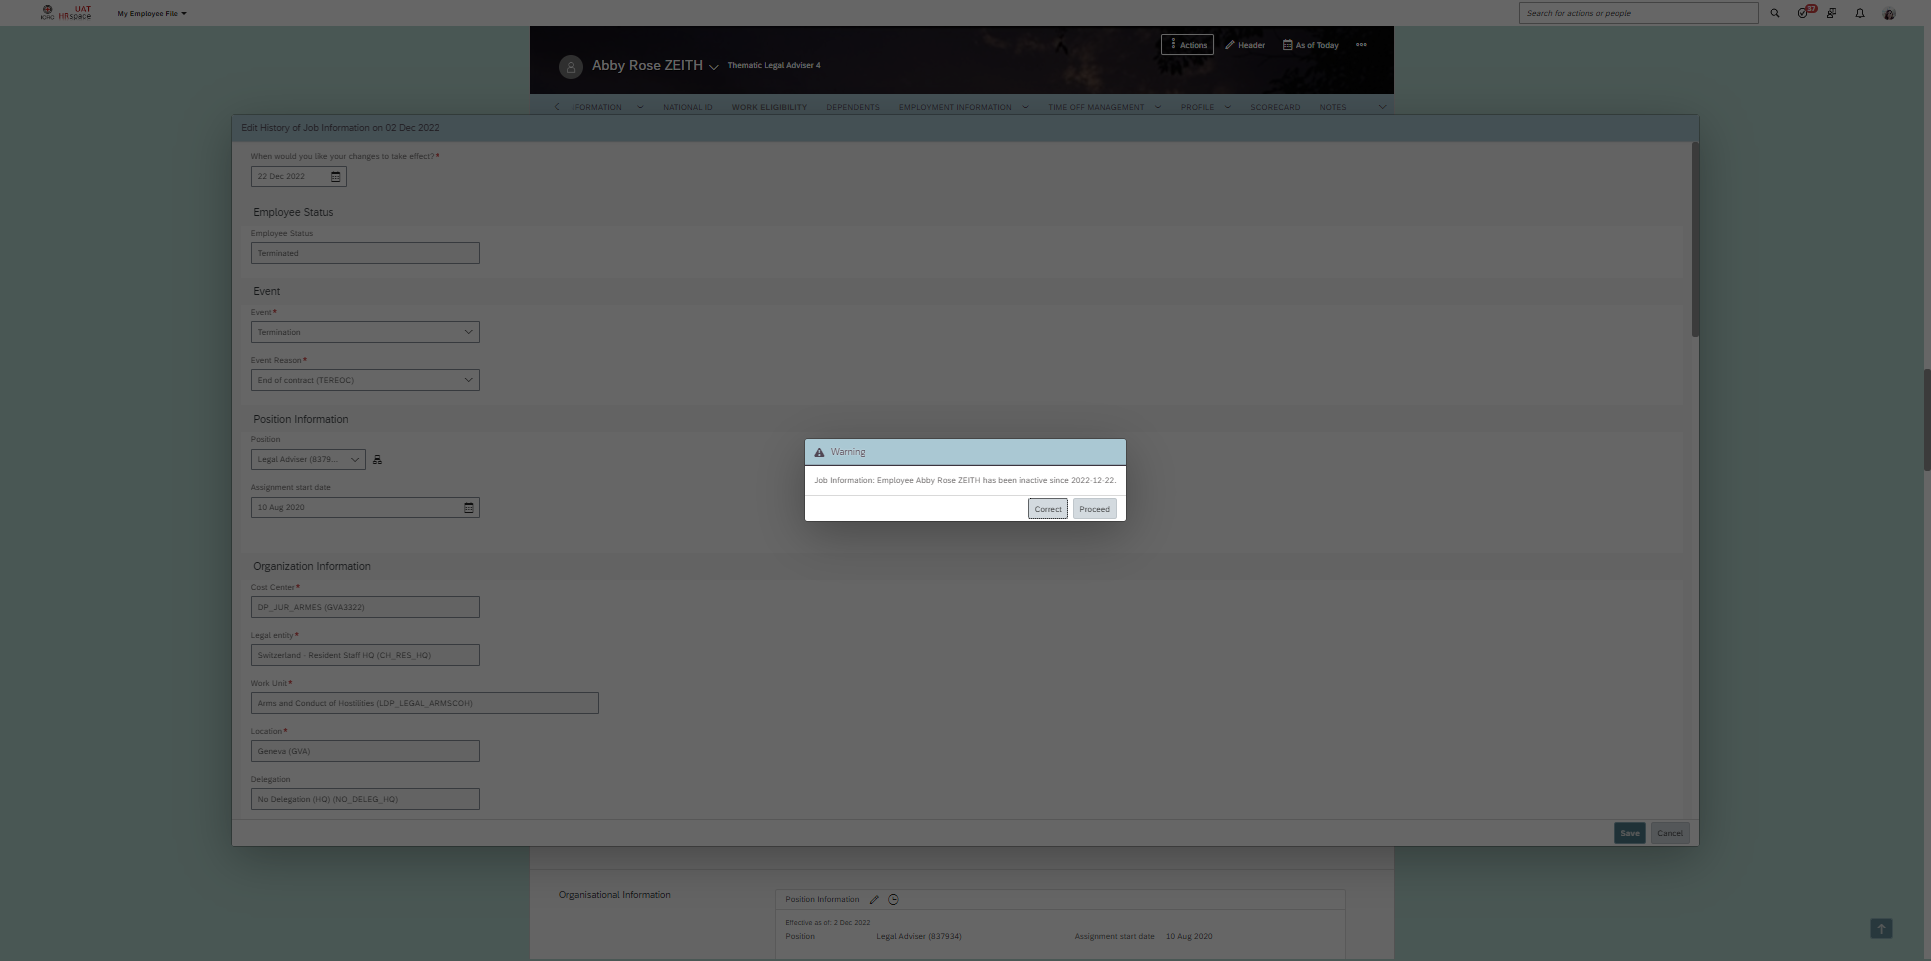 ICRC
UAT
HRspace
My Employee File
Search for actions or people
37
Actions
Header
As of Today
Abby Rose ZEITH
Thematic Legal Adviser 4
FORMATION
NATIONAL ID
WORK ELIGIBILITY
DEPENDENTS
EMPLOYMENT INFORMATION
TIME OFF MANAGEMENT
PROFILE
SCORECARD
NOTES
Edit History of Job Information on 02 Dec 2022
When would you like your changes to take effect?*
22 Dec 2022
Employee Status
Employee Status
Terminated
Event
Event*
Termination
Event Reason*
End of contract (TEREOC)
Position Information
Position
Legal Adviser (8379...
Assignment start date
10 Aug 2020
Warning
Job Information: Employee Abby Rose ZEITH has been inactive since 2022-12-22.
Correct
Proceed
Organization Information
Cost Center*
DP_JUR_ARMES (GVA3322)
Legal entity*
Switzerland - Resident Staff HQ (CH_RES_HQ)
Work Unit*
Arms and Conduct of Hostilities (LDP_LEGAL_ARMSCOH)
Location*
Geneva (GVA)
Delegation
No Delegation (HQ) (NO_DELEG_HQ)
Save
Cancel
Organisational Information
Position Information
Effective as of: 2 Dec 2022
Position
Legal Adviser (837934)
Assignment start date
10 Aug 2020